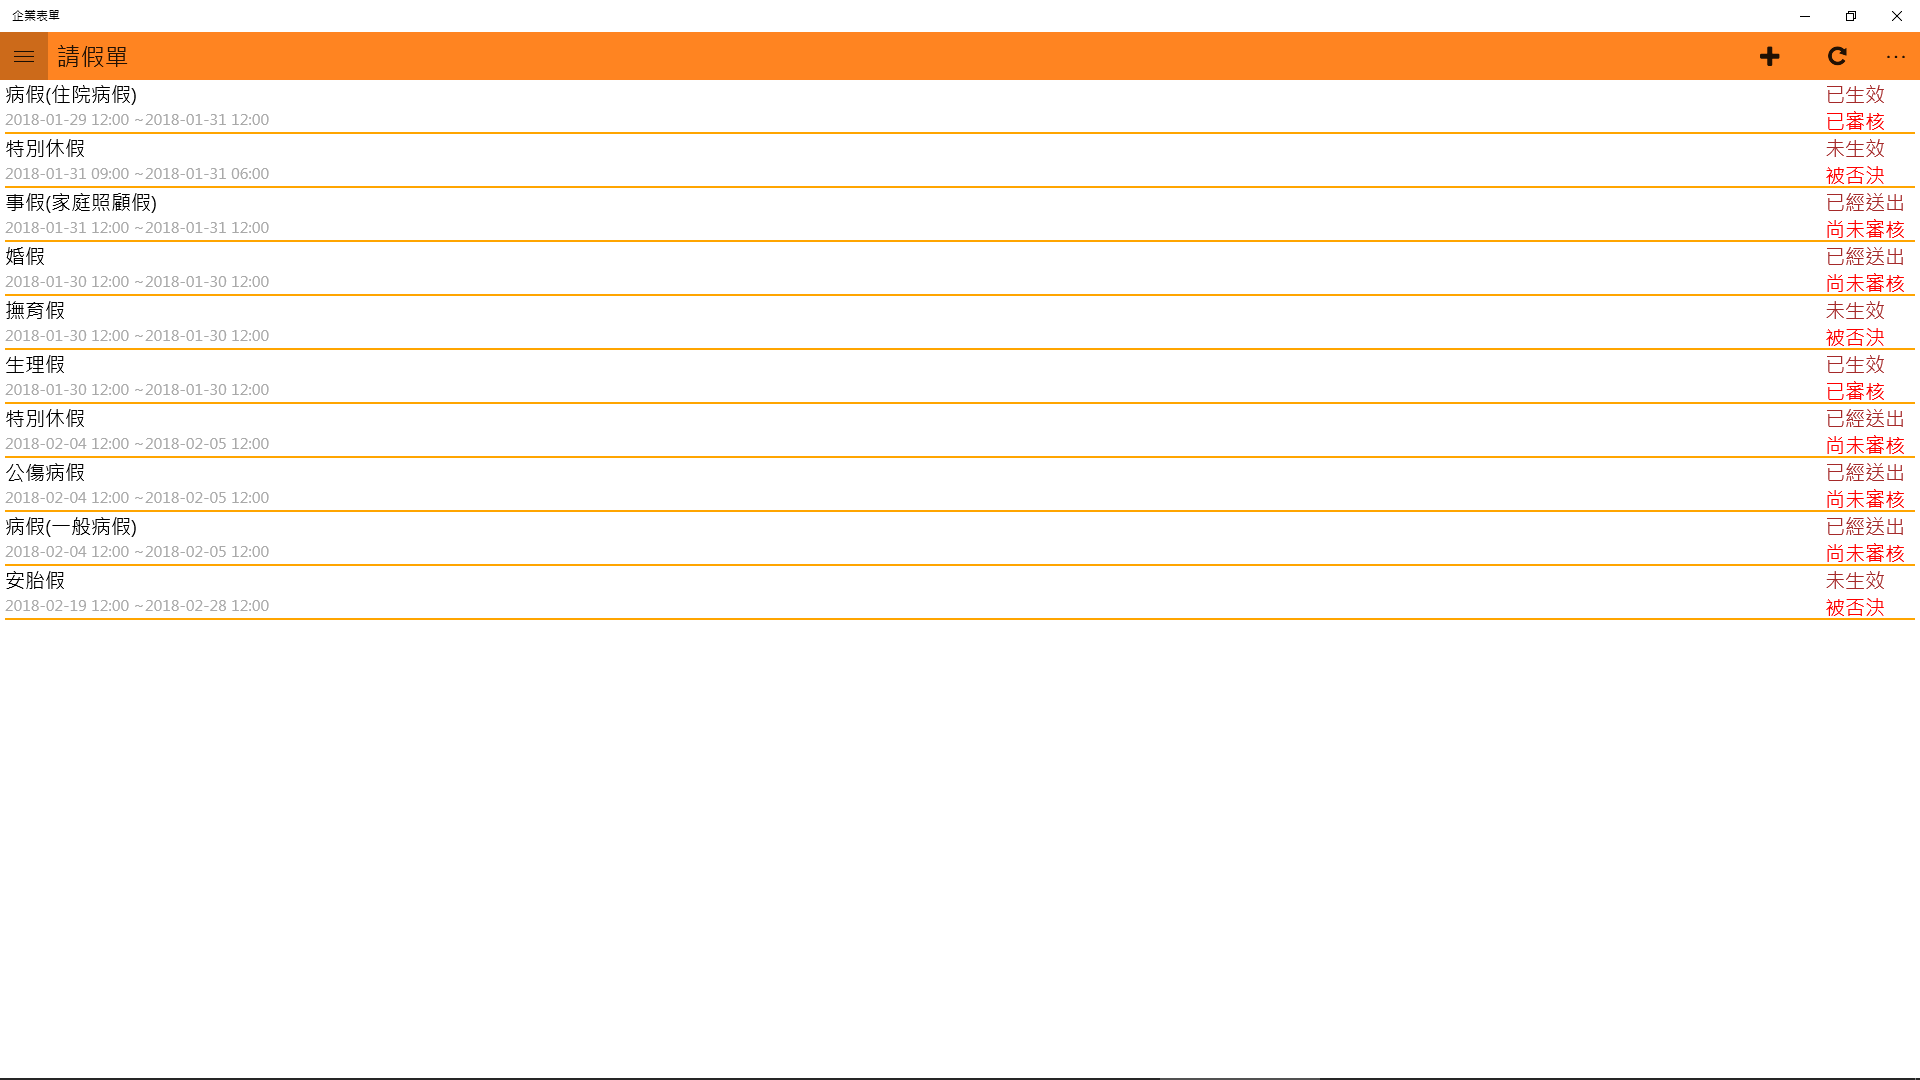 企業表單
請假單
病假(住院病假) 已生效
2018-01-29 12:00 ~2018-01-31 12:00 已審核
特別休假 未生效
2018-01-31 09:00 ~2018-01-31 06:00 被否決
事假(家庭照顧假) 已經送出
2018-01-31 12:00 ~2018-01-31 12:00 尚未審核
婚假 已經送出
2018-01-30 12:00 ~2018-01-30 12:00 尚未審核
撫育假 未生效
2018-01-30 12:00 ~2018-01-30 12:00 被否決
生理假 已生效
2018-01-30 12:00 ~2018-01-30 12:00 已審核
特別休假 已經送出
2018-02-04 12:00 ~2018-02-05 12:00 尚未審核
公傷病假 已經送出
2018-02-04 12:00 ~2018-02-05 12:00 尚未審核
病假(一般病假) 已經送出
2018-02-04 12:00 ~2018-02-05 12:00 尚未審核
安胎假 未生效
2018-02-19 12:00 ~2018-02-28 12:00 被否決